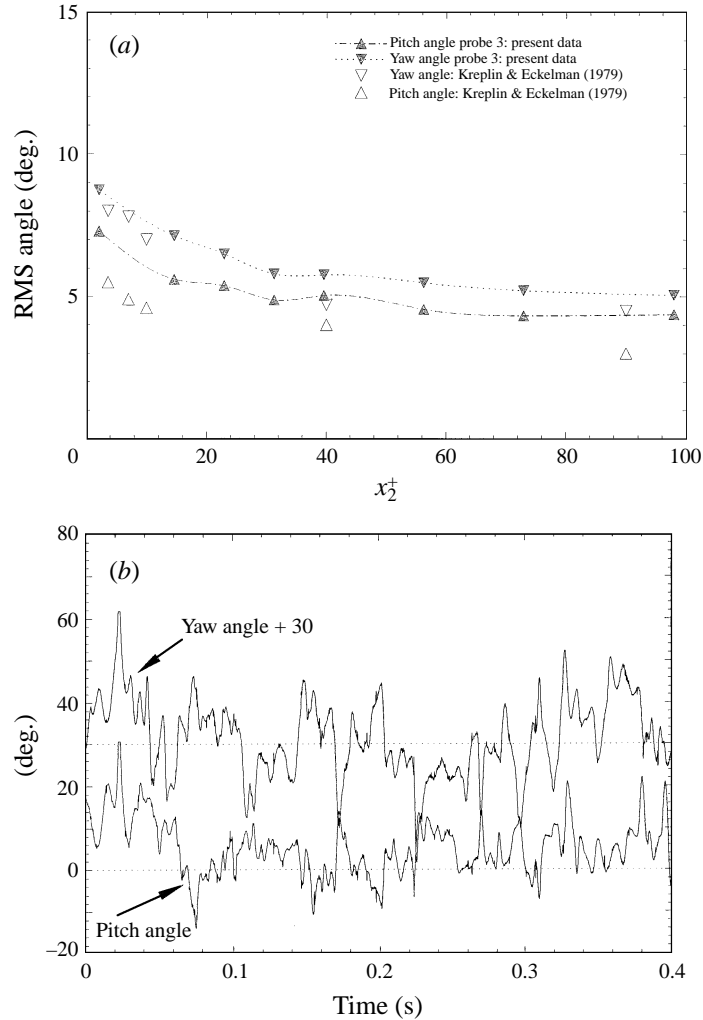 15
(a)
Pitch angle probe 3: present data
Yaw angle probe 3: present data
Yaw angle: Kreplin & Eckelman (1979)
Pitch angle: Kreplin & Eckelman (1979)
10
RMS angle (deg.)
5
0 20 40 60 80 100
x₂⁺
80
(b)
60
Yaw angle + 30
40
(deg.)
30
20
0
Pitch angle
–20
0 0.1 0.2 0.3 0.4
Time (s)